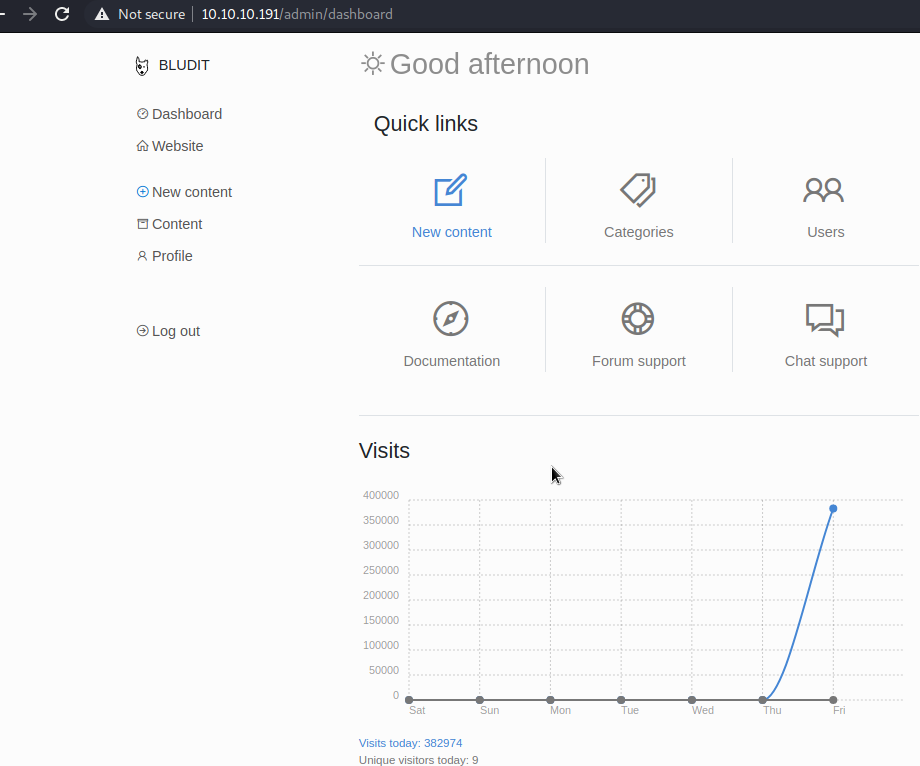 Not secure 10.10.10.191/admin/dashboard
BLUDIT
Dashboard
Website
New content
Content
Profile
Log out
Good afternoon
Quick links
New content
Categories
Users
Documentation
Forum support
Chat support
Visits
400000
350000
300000
250000
200000
150000
100000
50000
0
Sat Sun Mon Tue Wed Thu Fri
Visits today: 382974
Unique visitors today: 9